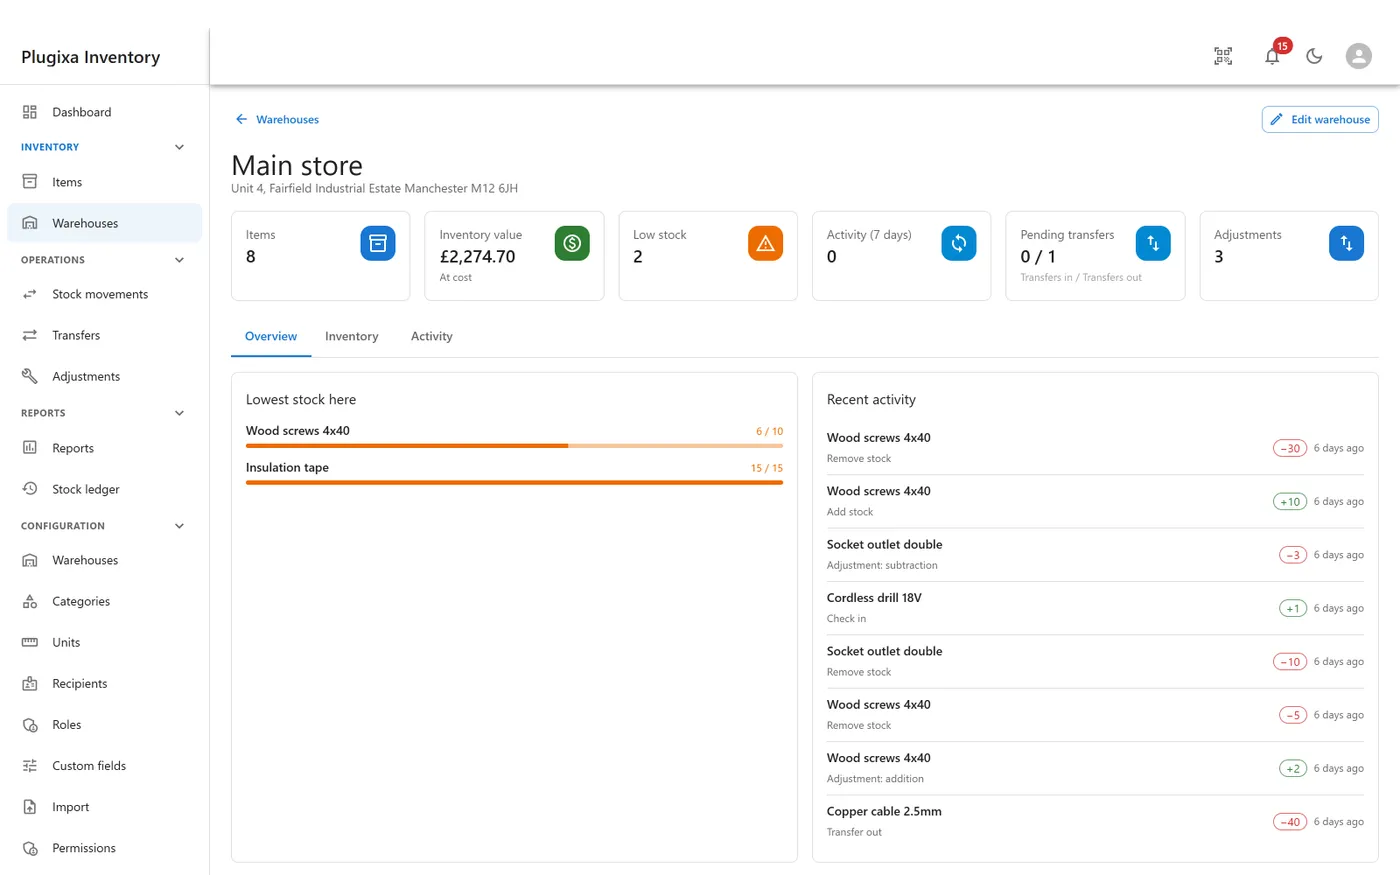 Plugixa Inventory
15
Dashboard
INVENTORY
Items
Warehouses
OPERATIONS
Stock movements
Transfers
Adjustments
REPORTS
Reports
Stock ledger
CONFIGURATION
Warehouses
Categories
Units
Recipients
Roles
Custom fields
Import
Permissions
Warehouses
Edit warehouse
Main store
Unit 4, Fairfield Industrial Estate Manchester M12 6JH
Items
8
Inventory value
£2,274.70
At cost
Low stock
2
Activity (7 days)
0
Pending transfers
0 / 1
Transfers in / Transfers out
Adjustments
3
Overview Inventory Activity
Lowest stock here
Wood screws 4x40 6 / 10
Insulation tape 15 / 15
Recent activity
Wood screws 4x40
Remove stock
−30 6 days ago
Wood screws 4x40
Add stock
+10 6 days ago
Socket outlet double
Adjustment: subtraction
−3 6 days ago
Cordless drill 18V
Check in
+1 6 days ago
Socket outlet double
Remove stock
−10 6 days ago
Wood screws 4x40
Remove stock
−5 6 days ago
Wood screws 4x40
Adjustment: addition
+2 6 days ago
Copper cable 2.5mm
Transfer out
−40 6 days ago